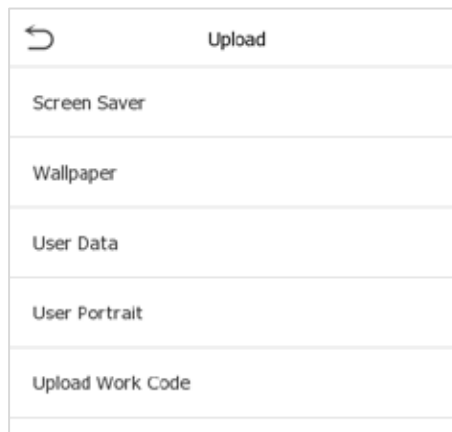 Upload
Screen Saver
Wallpaper
User Data
User Portrait
Upload Work Code